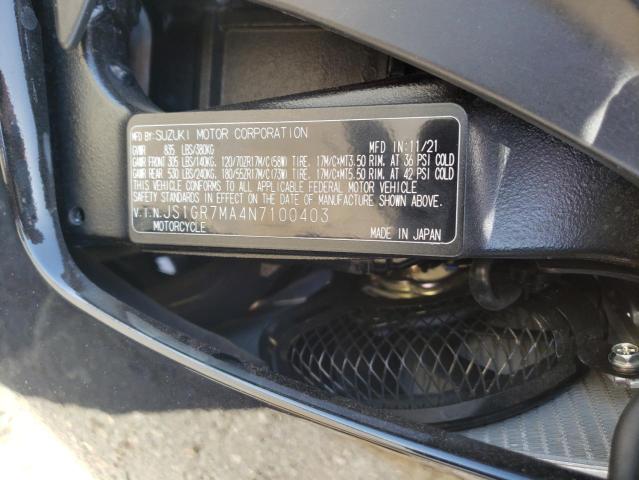 MFD BY: SUZUKI MOTOR CORPORATION MFD IN: 11/21
GVWR 835 LBS/380KG
GAWR FRONT 305 LBS/140KG. 120/70ZR17M/C(58W) TIRE. 17M/C×MT3.50 RIM. AT 36 PSI COLD
GAWR REAR 530 LBS/240KG. 180/55ZR17M/C(73W) TIRE. 17M/C×MT5.50 RIM. AT 42 PSI COLD
THIS VEHICLE CONFORMS TO ALL APPLICABLE FEDERAL MOTOR VEHICLE
SAFETY STANDARDS IN EFFECT ON THE DATE OF MANUFACTURE SHOWN ABOVE.
V.I.N. JS1GR7MA4N7100403
MOTORCYCLE MADE IN JAPAN